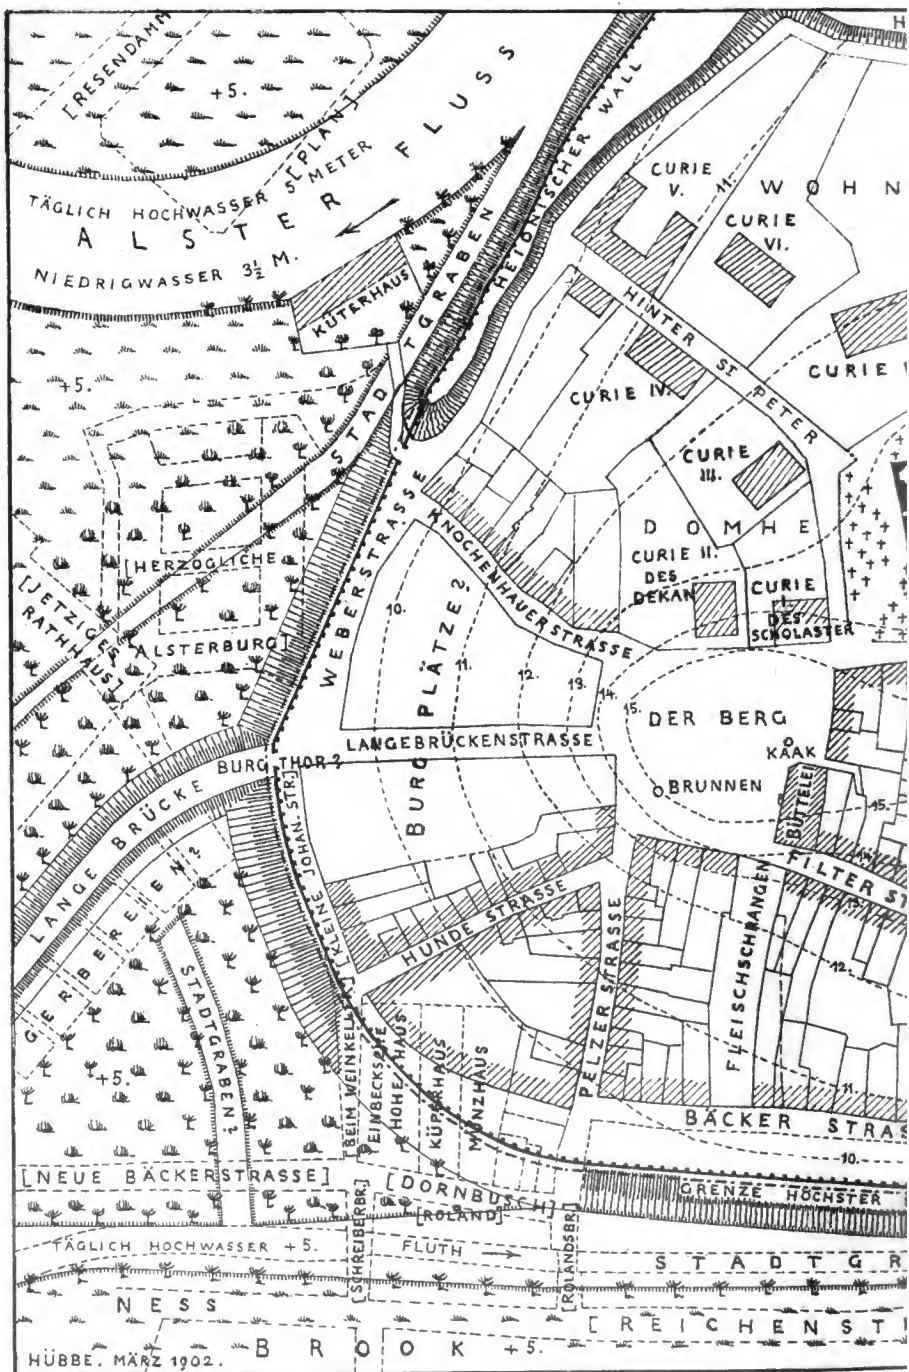 H
[RESENDAMM
+5.
[PLAN]
TÄGLICH HOCHWASSER 5 METER
ALSTER FLUSS
NIEDRIGWASSER 3½ M.
KÜTERHAUS
STADTGRABEN
HETONISCHER WALL
CURIE V.
11.
WOHN
CURIE VI.
HINTER ST PETER
CURIE IV.
CURIE
CURIE III.
DOMHE
CURIE II. DES DEKAN
CURIE I. DES SCHOLASTER
+5.
[HERZOGLICHE
ALSTERBURG]
[JETZIGES RATHHAUS]
WEBERSTRASSE
KNOCHENHAUERSTRASSE
BURG PLÄTZE?
10.
11.
12.
13.
14.
15.
DER BERG
KAAK
BRUNNEN
BÜTTELEI
15.
LANGEBRÜCKENSTRASSE
BURG THOR?
LANGE BRÜCKE
[KLEINE JOHAN. STR.]
GERBEREIEN?
STADTGRABEN?
HUNDE STRASSE
PELZER STRASSE
FLEISCHSCHRANGEN
FILTER ST
14.
13.
12.
11.
10.
+5.
[BEIM WEINKELLER]
EINBECKSCHE
HOHE HAUS
KÜPERHAUS
MÜNZHAUS
BÄCKER STRAS
[NEUE BÄCKERSTRASSE]
[DORNBUSCH]
[ROLAND]
GRENZE HÖCHSTER
TÄGLICH HOCHWASSER +5.
[SCHREIBERBR.]
FLUTH
[ROLANDSBR.]
STADTGR
NESS
[REICHENST
BROOK +5.
HÜBBE. MÄRZ 1902.